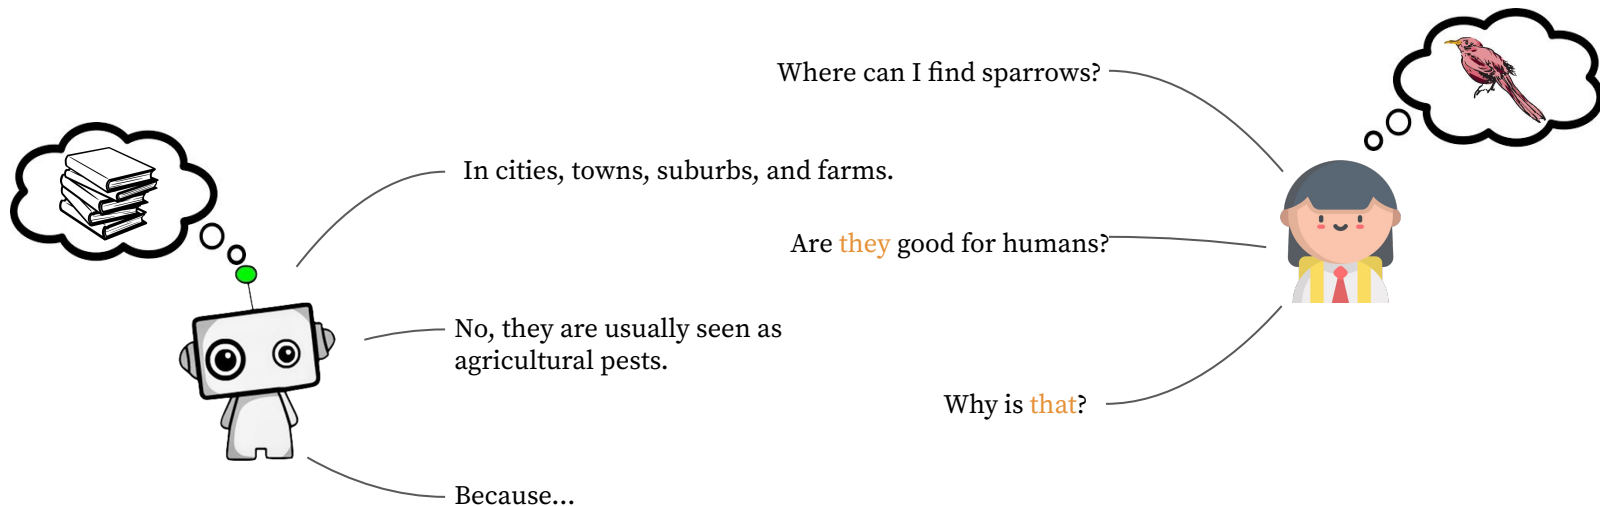 Where can I find sparrows?
In cities, towns, suburbs, and farms.
Are they good for humans?
No, they are usually seen as
agricultural pests.
Why is that?
Because...